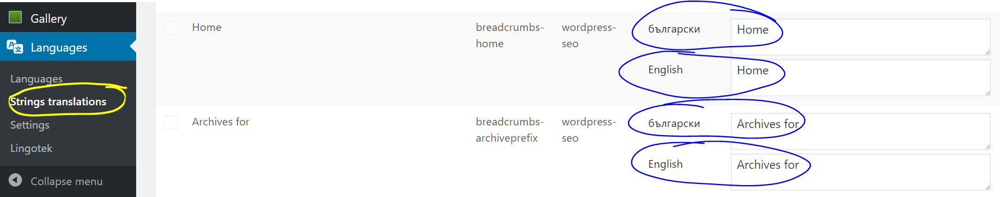 Gallery
Languages
Languages
Strings translations
Settings
Lingotek
Collapse menu
Home
breadcrumbs-
home
wordpress-
seo
български
Home
English
Home
Archives for
breadcrumbs-
archiveprefix
wordpress-
seo
български
Archives for
English
Archives for